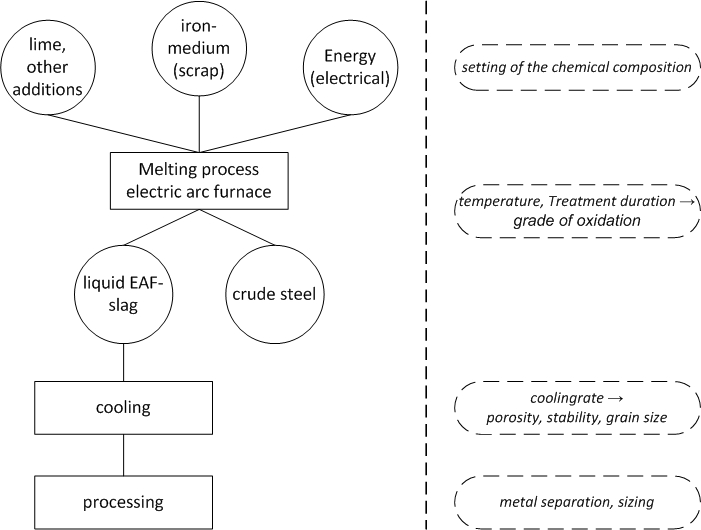 lime,
other
additions
iron-
medium
(scrap)
Energy
(electrical)
setting of the chemical composition
Melting process
electric arc furnace
temperature, Treatment duration →
grade of oxidation
liquid EAF-
slag
crude steel
cooling
coolingrate →
porosity, stability, grain size
processing
metal separation, sizing